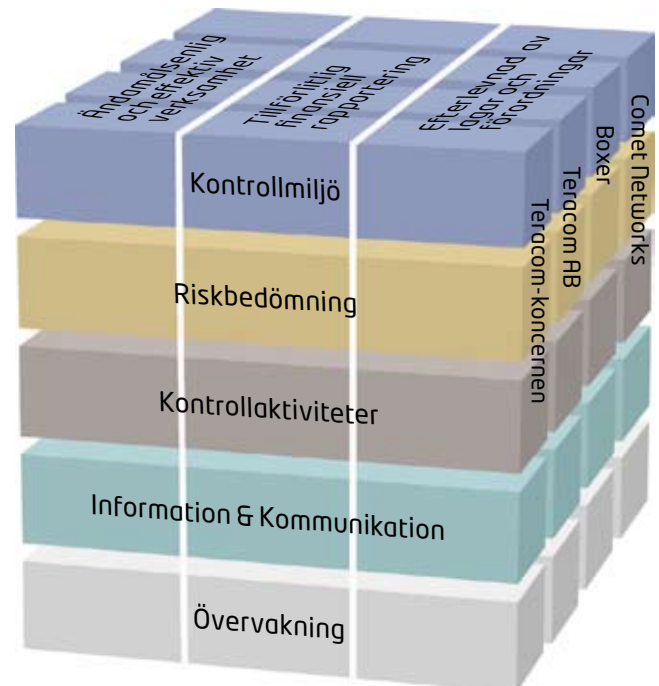 Ändamålsenlig
och effektiv
verksamhet
Tillförlitlig
finansiell
rapportering
Efterlevnad av
lagar och
förordningar
Kontrollmiljö
Riskbedömning
Kontrollaktiviteter
Information & Kommunikation
Övervakning
Teracom-koncernen
Teracom AB
Boxer
Comet Networks